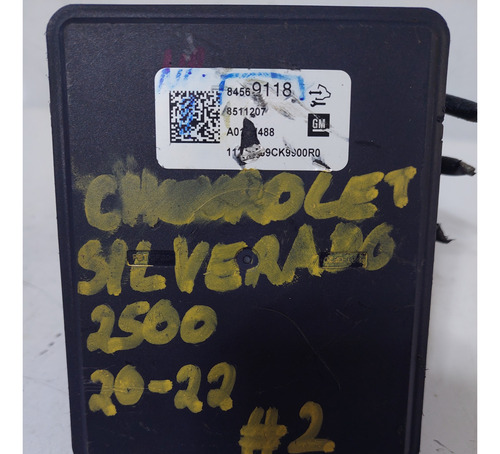 84569118
8511207
GM
CHEVROLET
SILVERADO
2500
20-22
#2